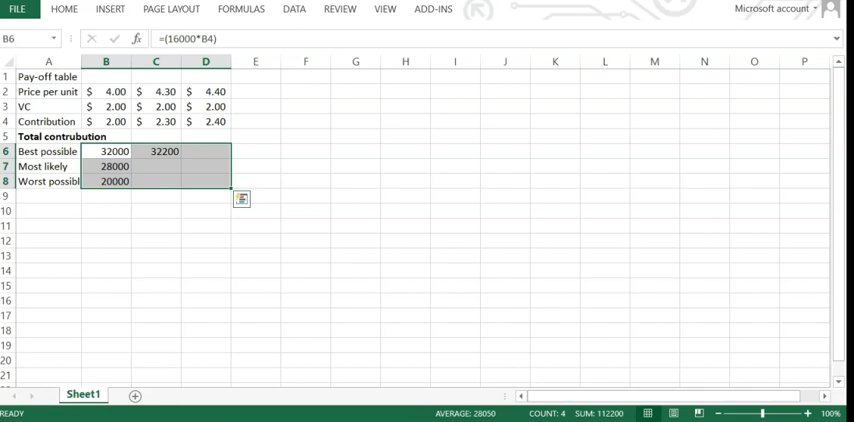 FILE HOME INSERT PAGE LAYOUT FORMULAS DATA REVIEW VIEW ADD-INS Microsoft account
B6 fx =(16000*B4)
A B C D E F G H I J K L M N O P
1 Pay-off table
2 Price per unit $ 4.00 $ 4.30 $ 4.40
3 VC $ 2.00 $ 2.00 $ 2.00
4 Contribution $ 2.00 $ 2.30 $ 2.40
5 Total contrubution
6 Best possible 32000 32200
7 Most likely 28000
8 Worst possibl 20000
9
10
11
12
13
14
15
16
17
18
19
20
21
Sheet1
READY AVERAGE: 28050 COUNT: 4 SUM: 112200 100%